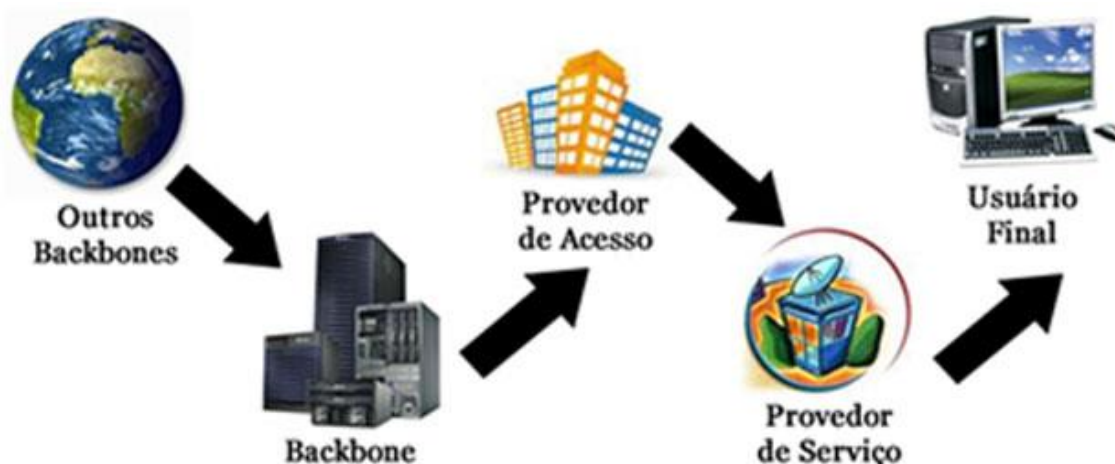 Outros
Backbones
Backbone
Provedor
de Acesso
Provedor
de Serviço
Usuário
Final